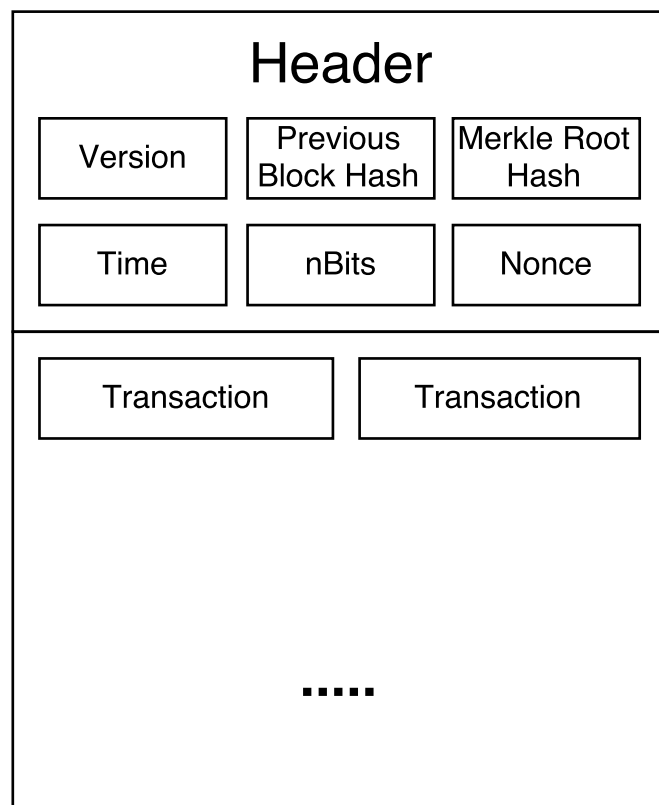 Header
Version
Previous
Block Hash
Merkle Root
Hash
Time
nBits
Nonce
Transaction
Transaction
.....